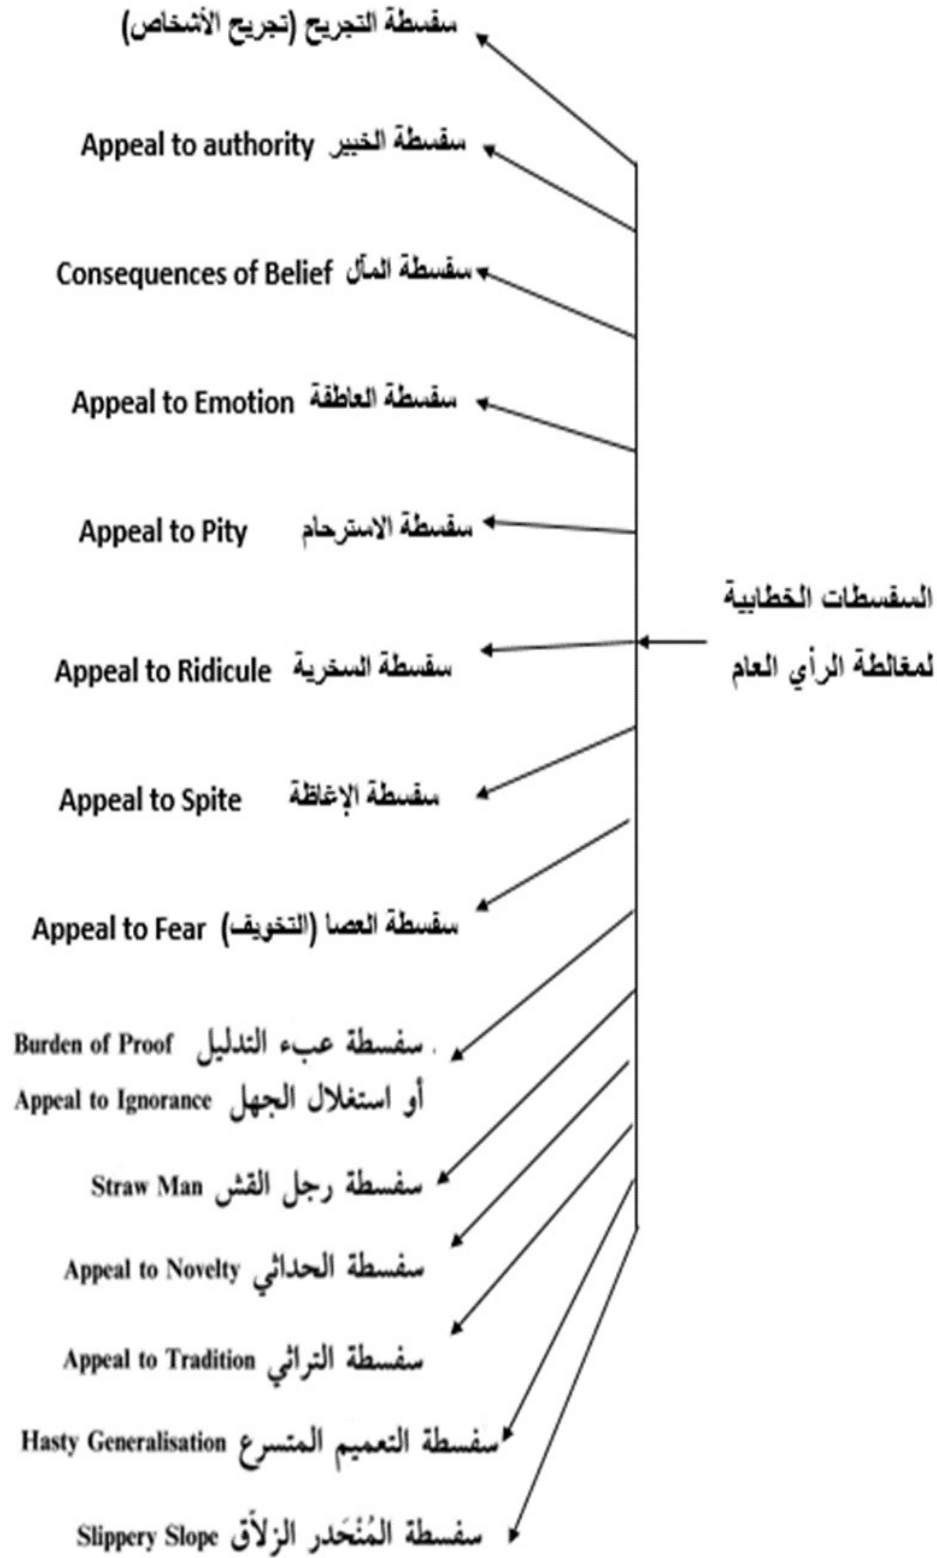 السفسطات الخطابية
لمغالطة الرأي العام
سفسطة التجريح (تجريح الأشخاص)
سفسطة الخبير Appeal to authority
سفسطة المآل Consequences of Belief
سفسطة العاطفة Appeal to Emotion
سفسطة الاسترحام Appeal to Pity
سفسطة السخرية Appeal to Ridicule
سفسطة الإغاظة Appeal to Spite
سفسطة العصا (التخويف) Appeal to Fear
سفسطة عبء التدليل Burden of Proof
أو استغلال الجهل Appeal to Ignorance
سفسطة رجل القش Straw Man
سفسطة الحداثي Appeal to Novelty
سفسطة التراثي Appeal to Tradition
سفسطة التعميم المتسرع Hasty Generalisation
سفسطة المُنْحَدر الزلاّق Slippery Slope